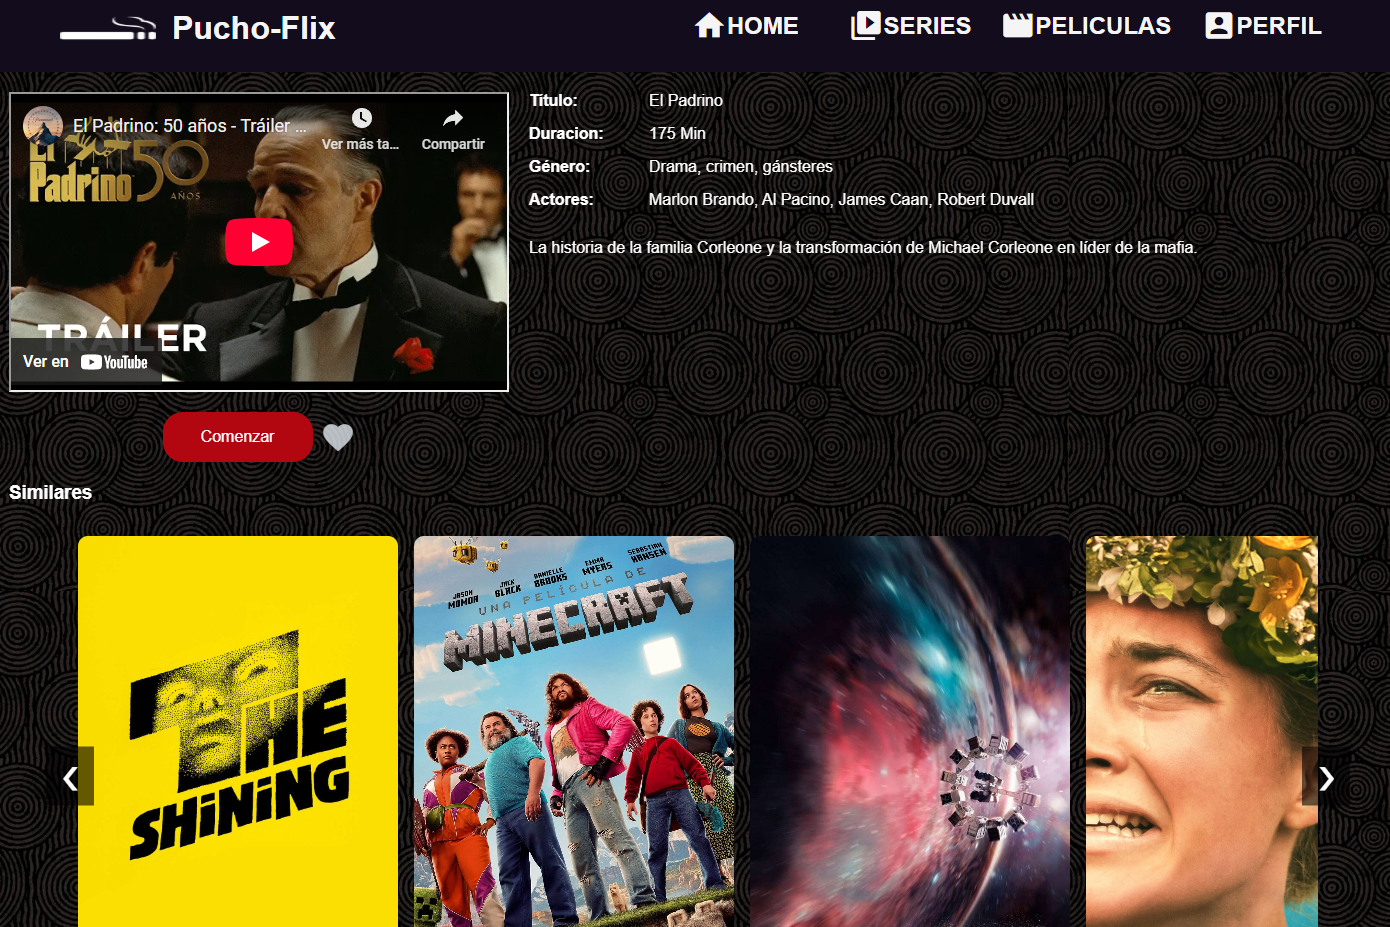 Pucho-Flix
HOME
SERIES
PELICULAS
PERFIL
El Padrino: 50 años - Tráiler ...
Ver más ta...
Compartir
El Padrino 50 AÑOS
TRÁILER
Ver en YouTube
Título: El Padrino
Duracion: 175 Min
Género: Drama, crimen, gánsteres
Actores: Marlon Brando, Al Pacino, James Caan, Robert Duvall
La historia de la familia Corleone y la transformación de Michael Corleone en líder de la mafia.
Comenzar
Similares
THE
SHiNiNG
JASON MOMOA
JACK BLACK
DANIELLE BROOKS
EMMA MYERS
SEBASTIAN HANSEN
UNA PELÍCULA DE
MINECRAFT